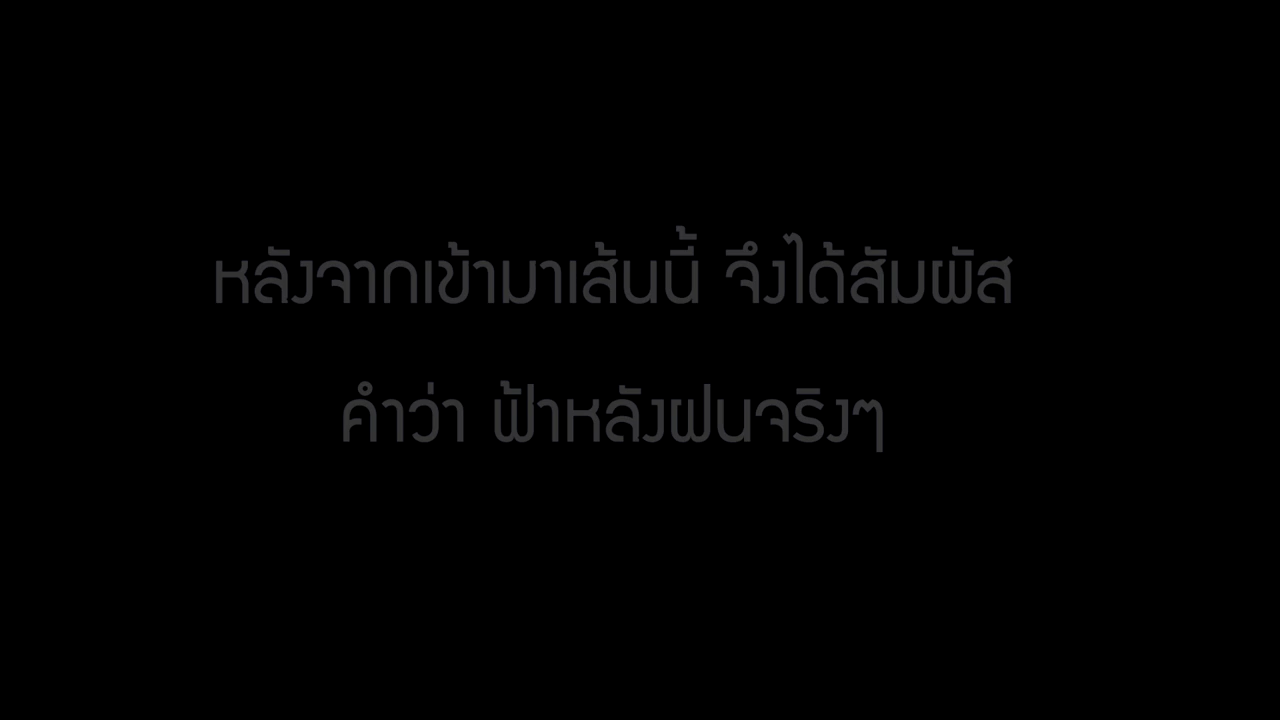 หลังจากเข้ามาเส้นนี้ จึงได้สัมผัส
คำว่า ฟ้าหลังฝนจริงๆ